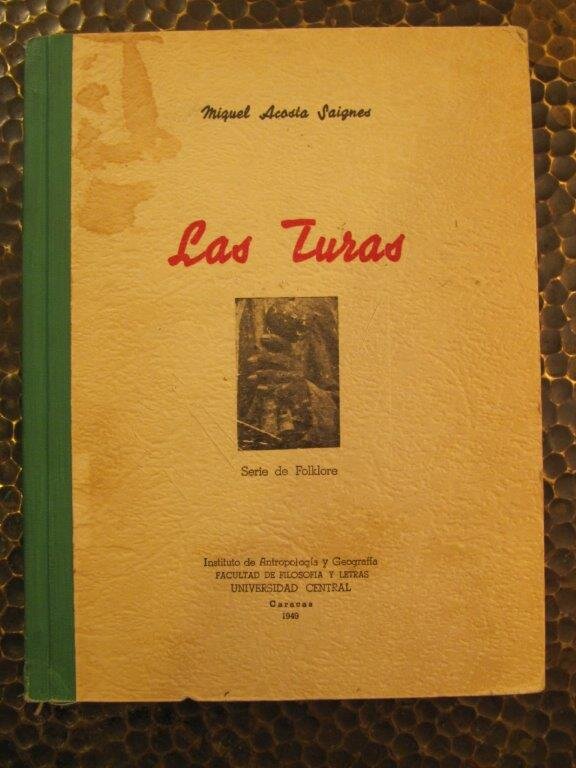 Miguel Acosta Saignes
Las Turas
Serie de Folklore
Instituto de Antropología y Geografía
FACULTAD DE FILOSOFIA Y LETRAS
UNIVERSIDAD CENTRAL
Caracas
1949